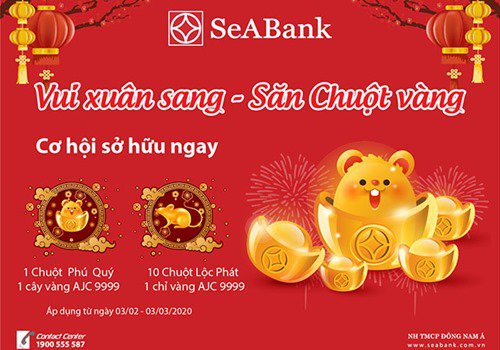 SeABank
Vui xuân sang - Săn Chuột vàng
Cơ hội sở hữu ngay
1 Chuột Phú Quý
1 cây vàng AJC 9999
10 Chuột Lộc Phát
1 chỉ vàng AJC 9999
Áp dụng từ ngày 03/02 - 03/03/2020
Contact Center
1900 555 587
NH TMCP ĐÔNG NAM Á
www.seabank.com.vn